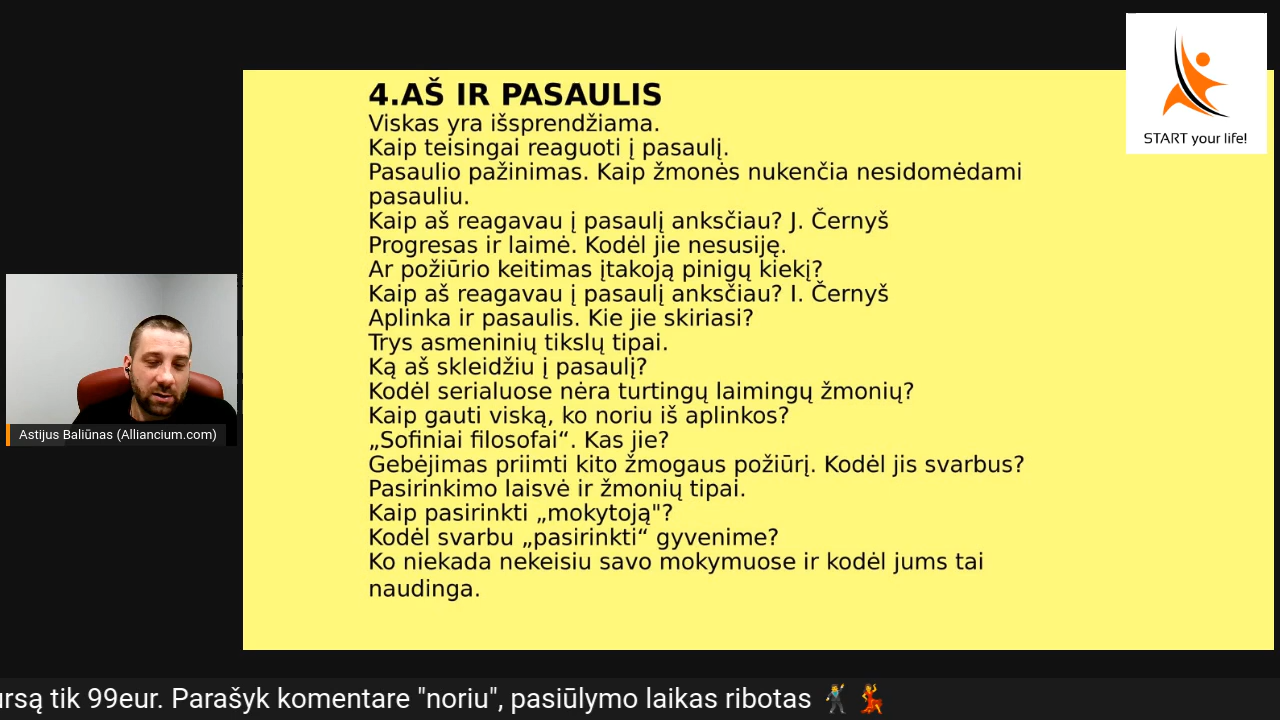 4.AŠ IR PASAULIS
Viskas yra išsprendžiama.
Kaip teisingai reaguoti į pasaulį.
Pasaulio pažinimas. Kaip žmonės nukenčia nesidomėdami
pasauliu.
Kaip aš reagavau į pasaulį anksčiau? J. Černyš
Progresas ir laimė. Kodėl jie nesusiję.
Ar požiūrio keitimas įtakoją pinigų kiekį?
Kaip aš reagavau į pasaulį anksčiau? I. Černyš
Aplinka ir pasaulis. Kie jie skiriasi?
Trys asmeninių tikslų tipai.
Ką aš skleidžiu į pasaulį?
Kodėl serialuose nėra turtingų laimingų žmonių?
Kaip gauti viską, ko noriu iš aplinkos?
„Sofiniai filosofai“. Kas jie?
Gebėjimas priimti kito žmogaus požiūrį. Kodėl jis svarbus?
Pasirinkimo laisvė ir žmonių tipai.
Kaip pasirinkti „mokytoją"?
Kodėl svarbu „pasirinkti“ gyvenime?
Ko niekada nekeisiu savo mokymuose ir kodėl jums tai
naudinga.
START your life!
Astijus Baliūnas (Alliancium.com)
ursą tik 99eur. Parašyk komentare "noriu", pasiūlymo laikas ribotas